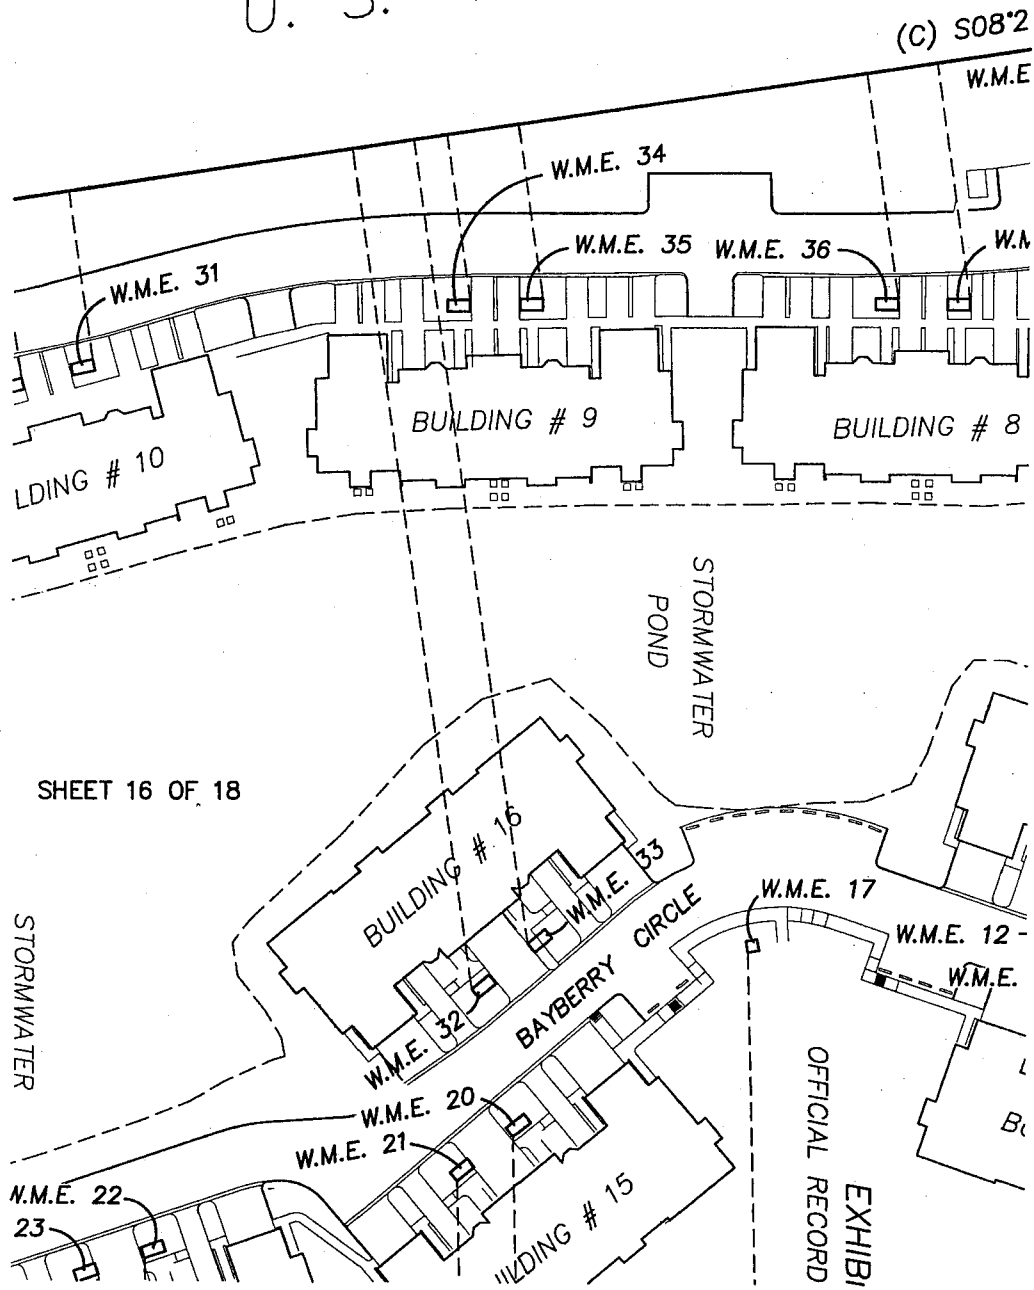 U. S.
(C) S08°2
W.M.E
W.M.E. 34
W.M.E. 35
W.M.E. 36
W.M.E. 31
BUILDING # 9
BUILDING # 8
LDING # 10
STORMWATER
POND
SHEET 16 OF 18
BUILDING # 16
W.M.E. 33
W.M.E. 17
BAYBERRY CIRCLE
W.M.E. 12
W.M.E.
STORMWATER
W.M.E. 32
W.M.E. 20
W.M.E. 21
W.M.E. 22
23
ILDING # 15
OFFICIAL RECORD
EXHIBI